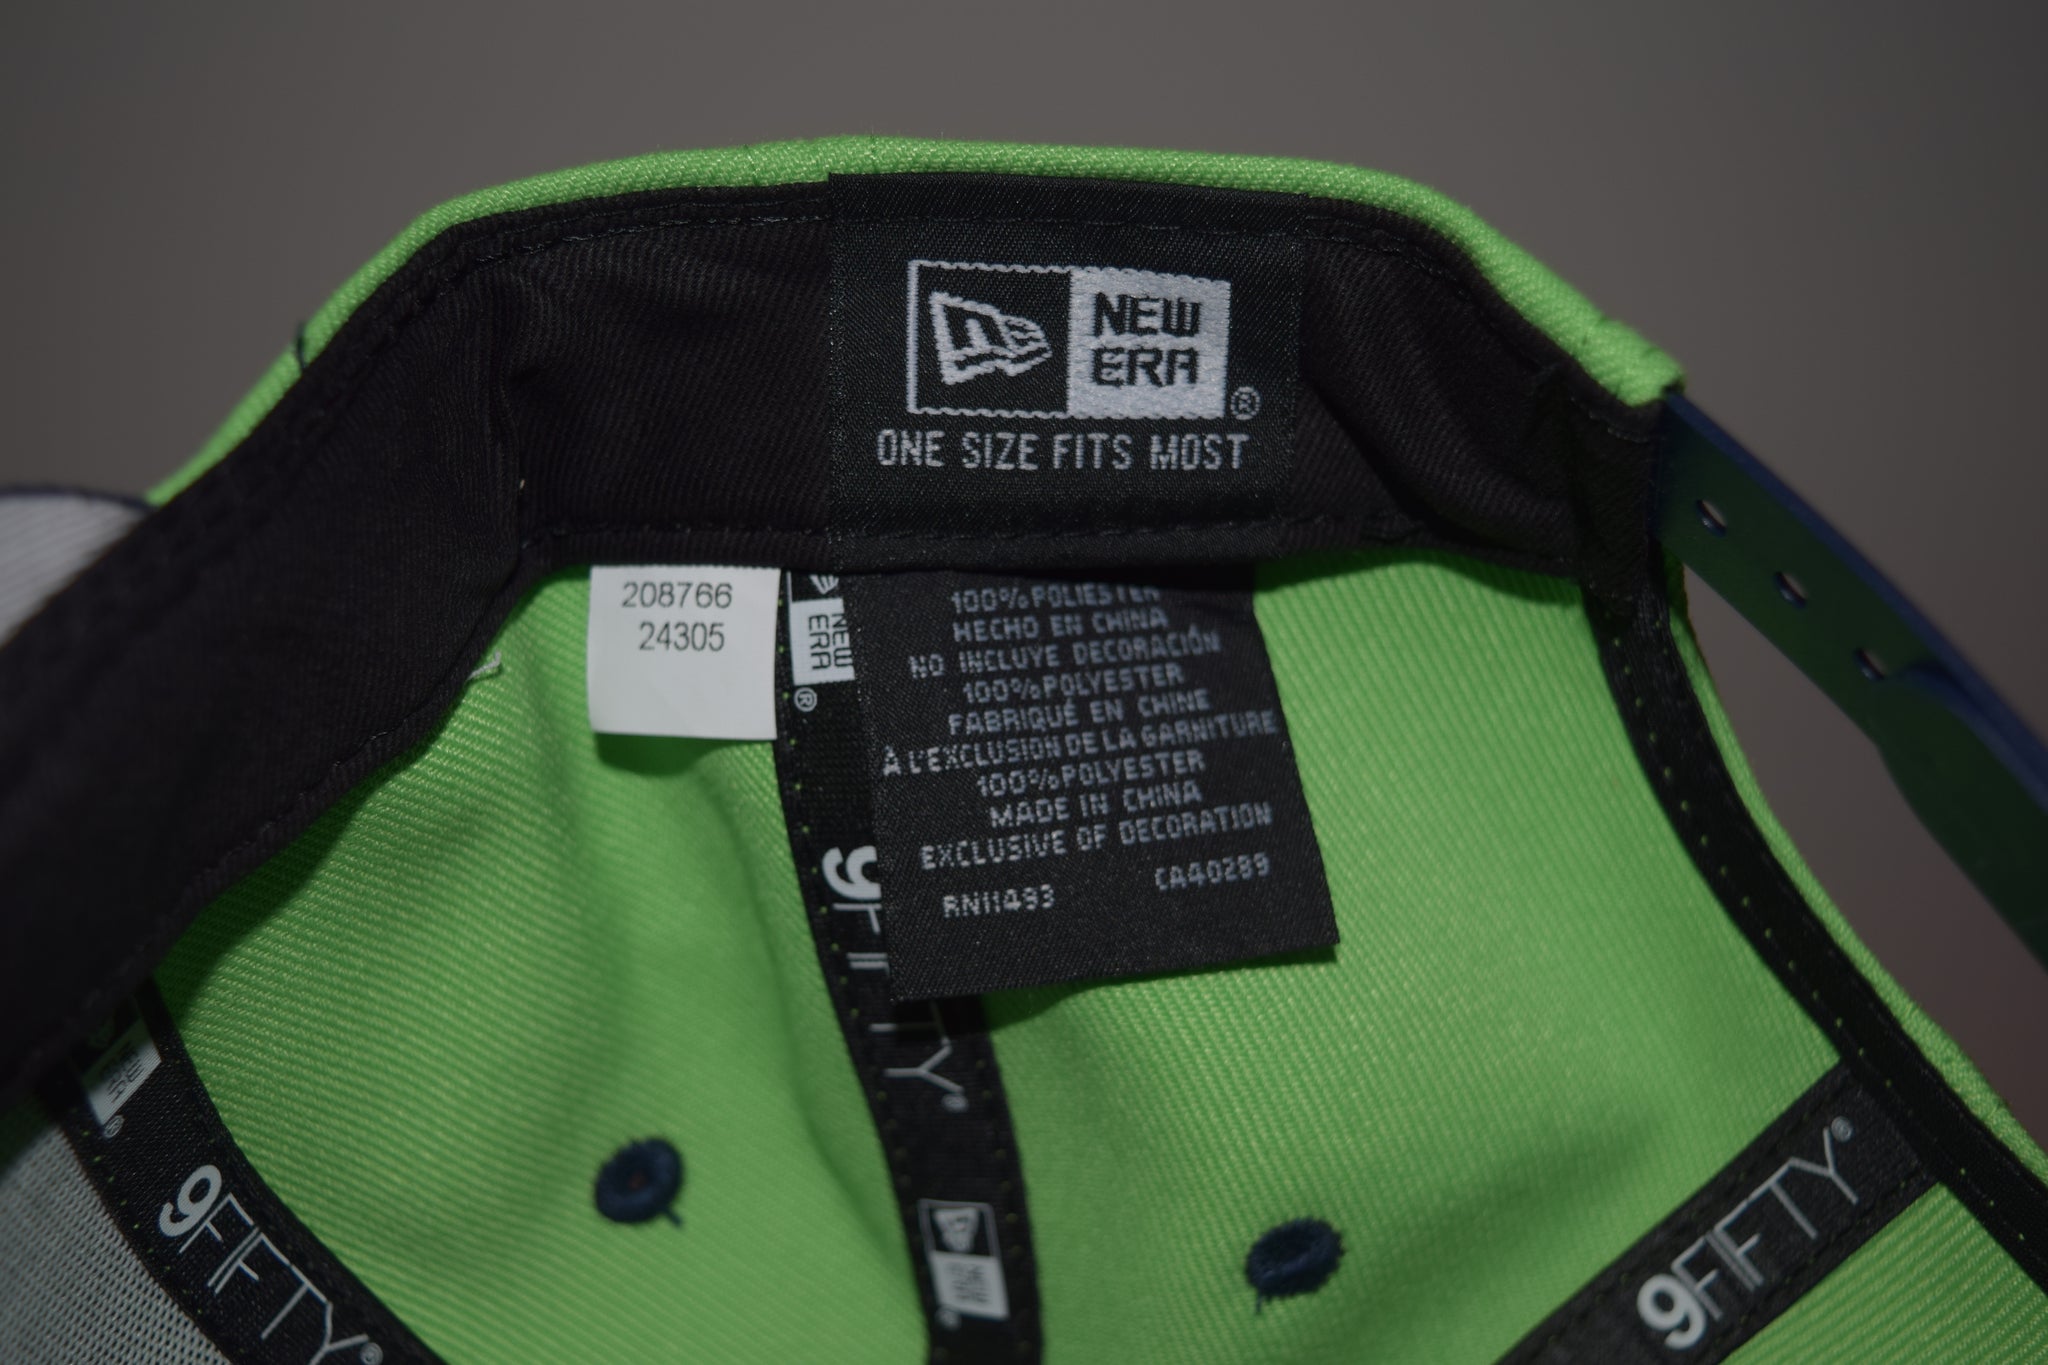 NEW
ERA
®
ONE SIZE FITS MOST
208766
24305
NEW
ERA
®
100% POLIESTER
HECHO EN CHINA
NO INCLUYE DECORACIÓN
100% POLYESTER
FABRIQUÉ EN CHINE
À L'EXCLUSION DE LA GARNITURE
100% POLYESTER
MADE IN CHINA
EXCLUSIVE OF DECORATION
RN11493
CA40289
9FIFTY®
9FIFTY®
9FIFTY®